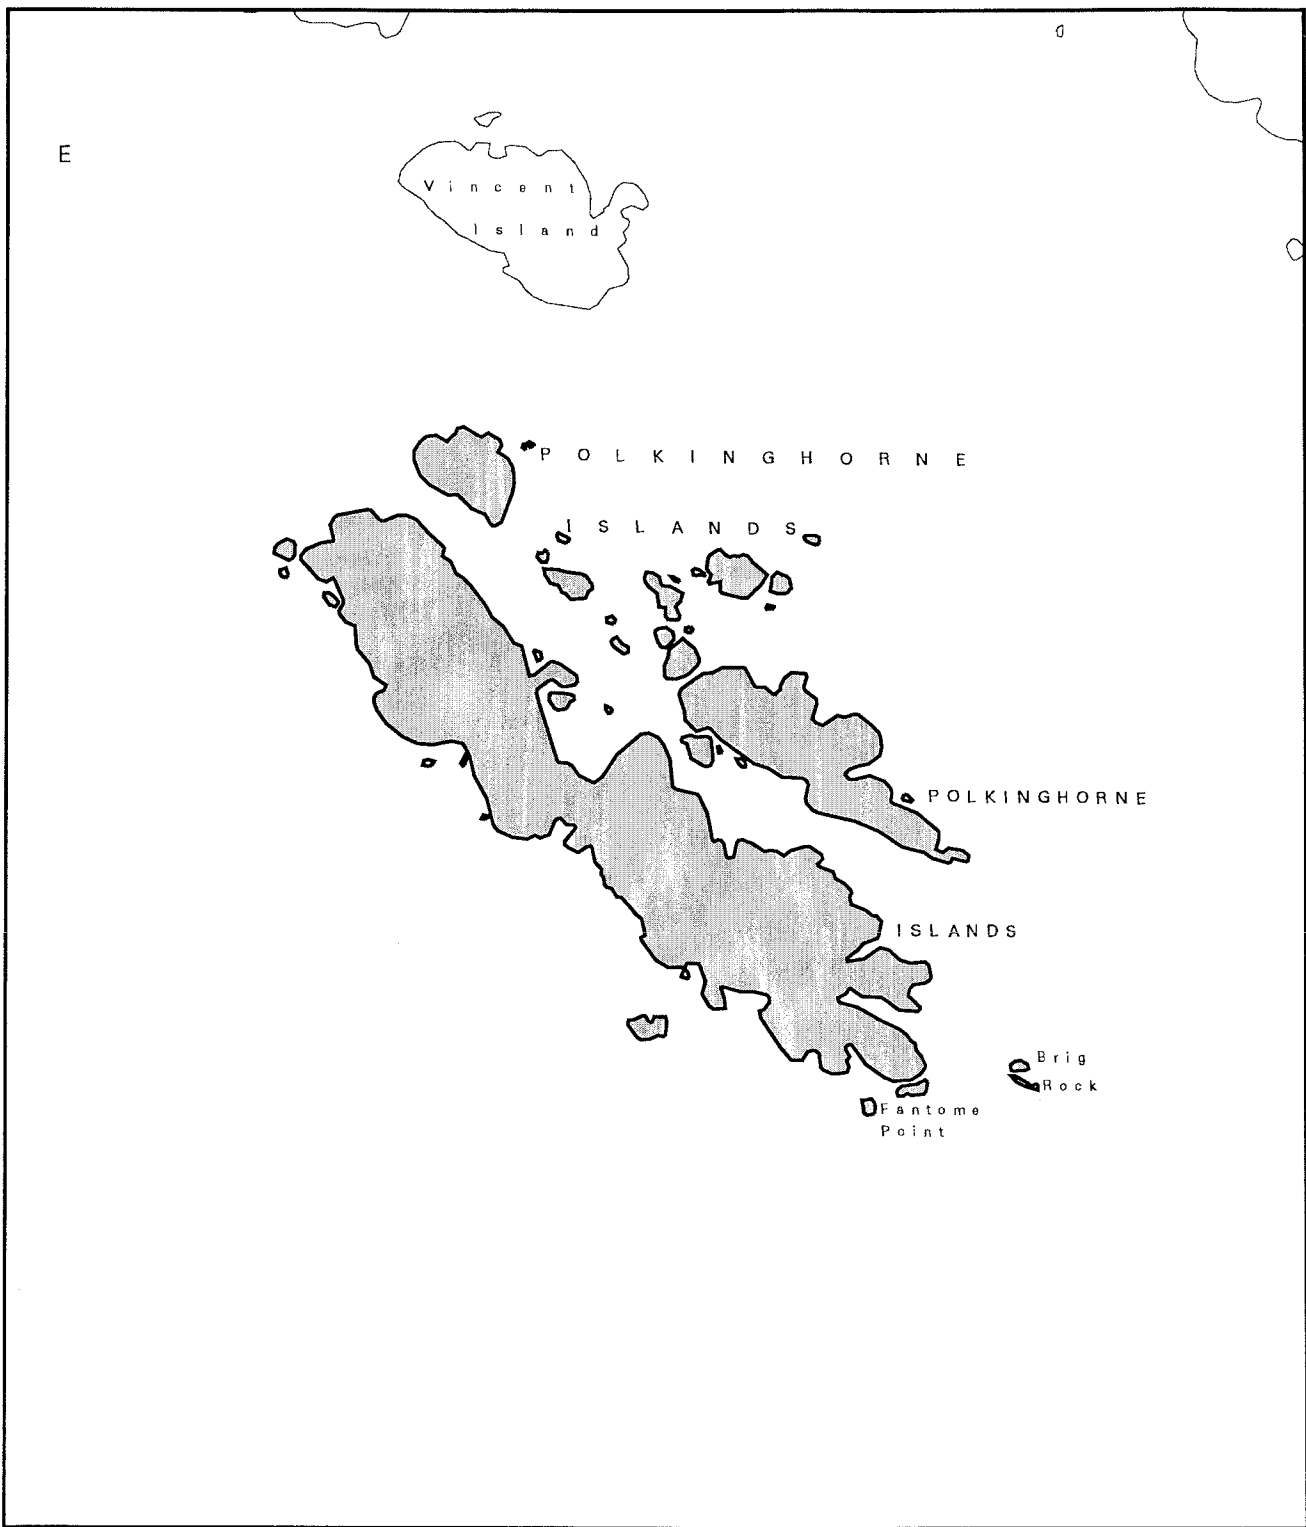 E
Vincent
Island
POLKINGHORNE
ISLANDS
POLKINGHORNE
ISLANDS
Brig
Rock
Fantome
Point